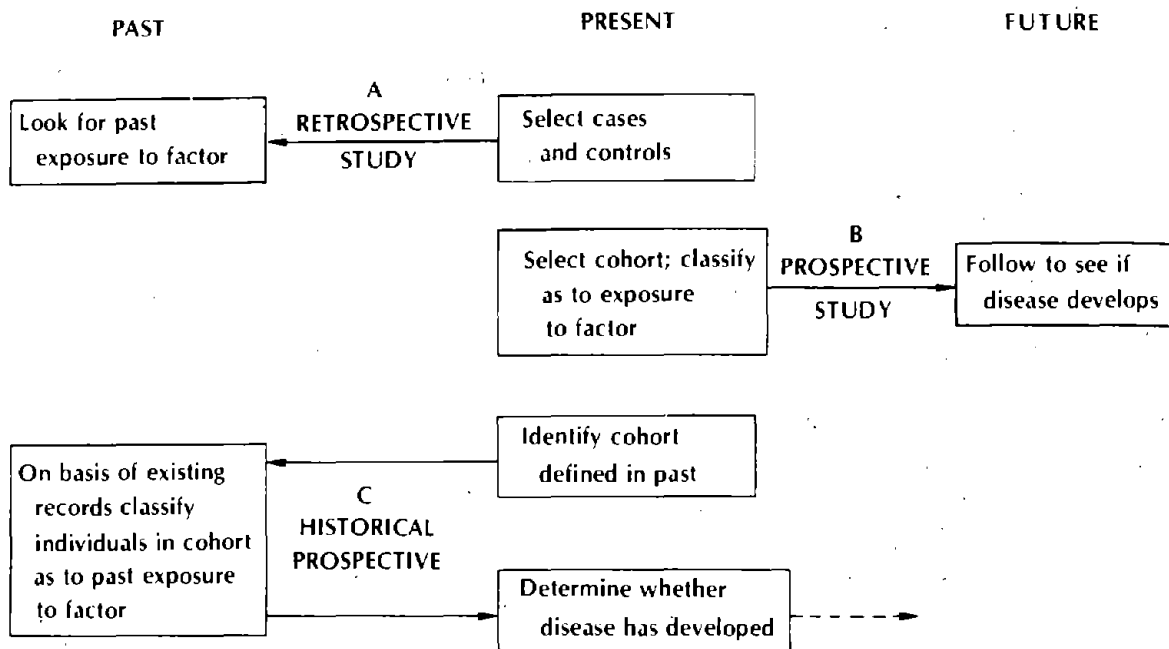 PAST PRESENT FUTURE
A
RETROSPECTIVE
STUDY
Look for past
exposure to factor
Select cases
and controls
Select cohort; classify
as to exposure
to factor
B
PROSPECTIVE
STUDY
Follow to see if
disease develops
Identify cohort
defined in past
On basis of existing
records classify
individuals in cohort
as to past exposure
to factor
C
HISTORICAL
PROSPECTIVE
Determine whether
disease has developed